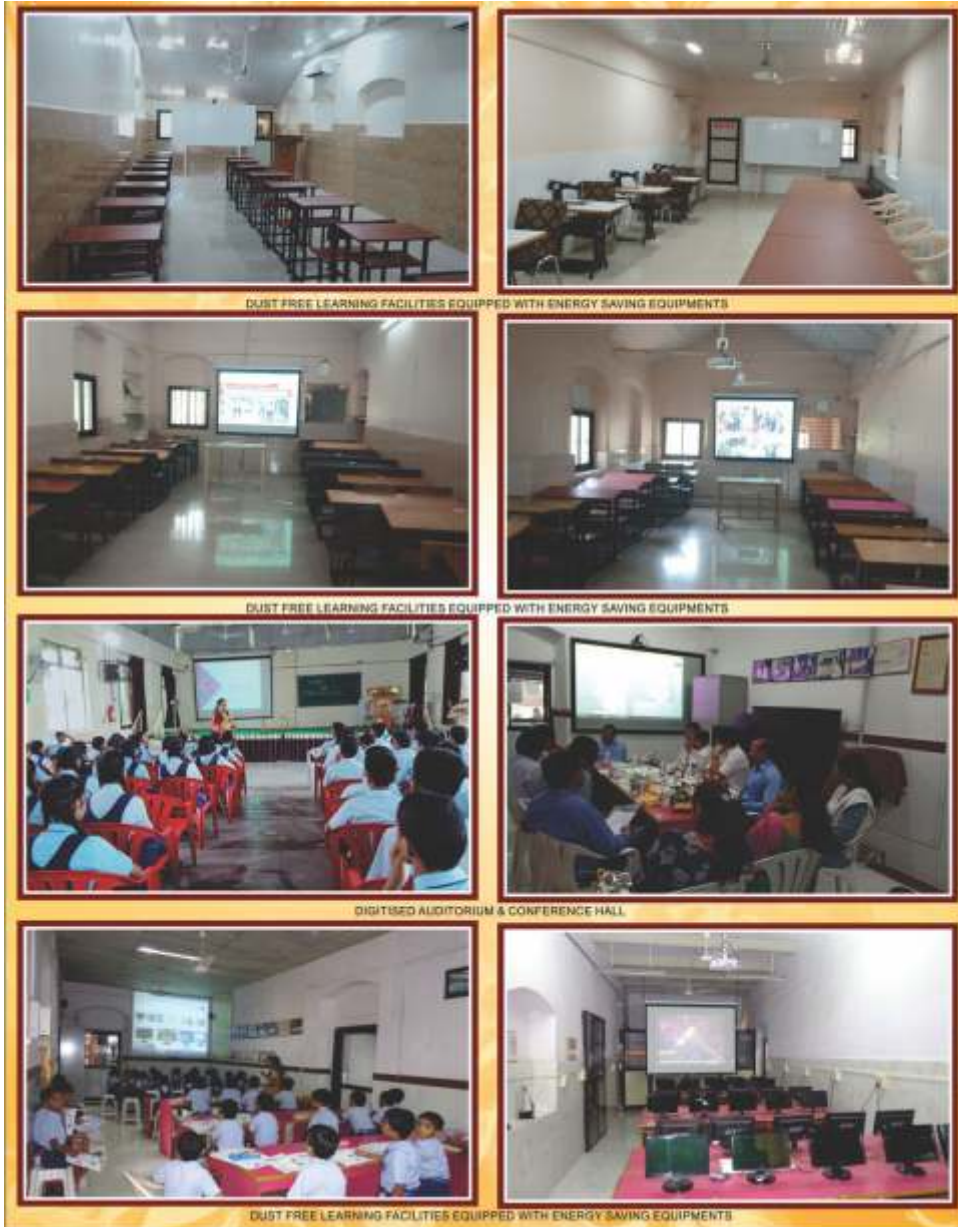 DUST FREE LEARNING FACILITIES EQUIPPED WITH ENERGY SAVING EQUIPMENTS
DUST FREE LEARNING FACILITIES EQUIPPED WITH ENERGY SAVING EQUIPMENTS
DIGITISED AUDITORIUM & CONFERENCE HALL
DUST FREE LEARNING FACILITIES EQUIPPED WITH ENERGY SAVING EQUIPMENTS